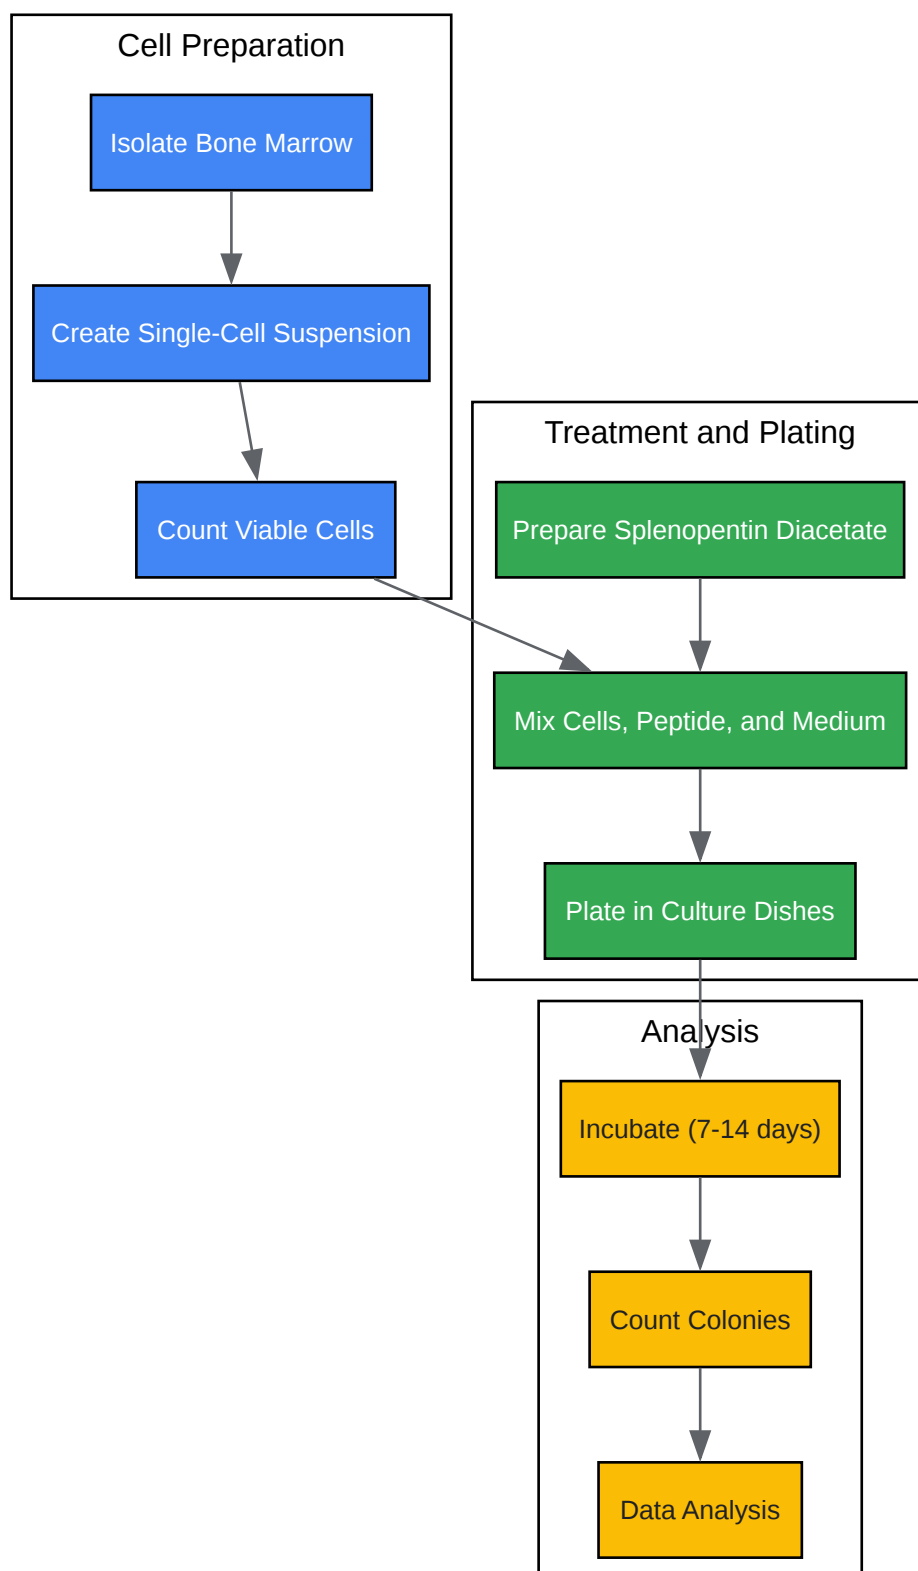 Cell Preparation
Isolate Bone Marrow
Create Single-Cell Suspension
Count Viable Cells
Treatment and Plating
Prepare Splenopentin Diacetate
Mix Cells, Peptide, and Medium
Plate in Culture Dishes
Analysis
Incubate (7-14 days)
Count Colonies
Data Analysis